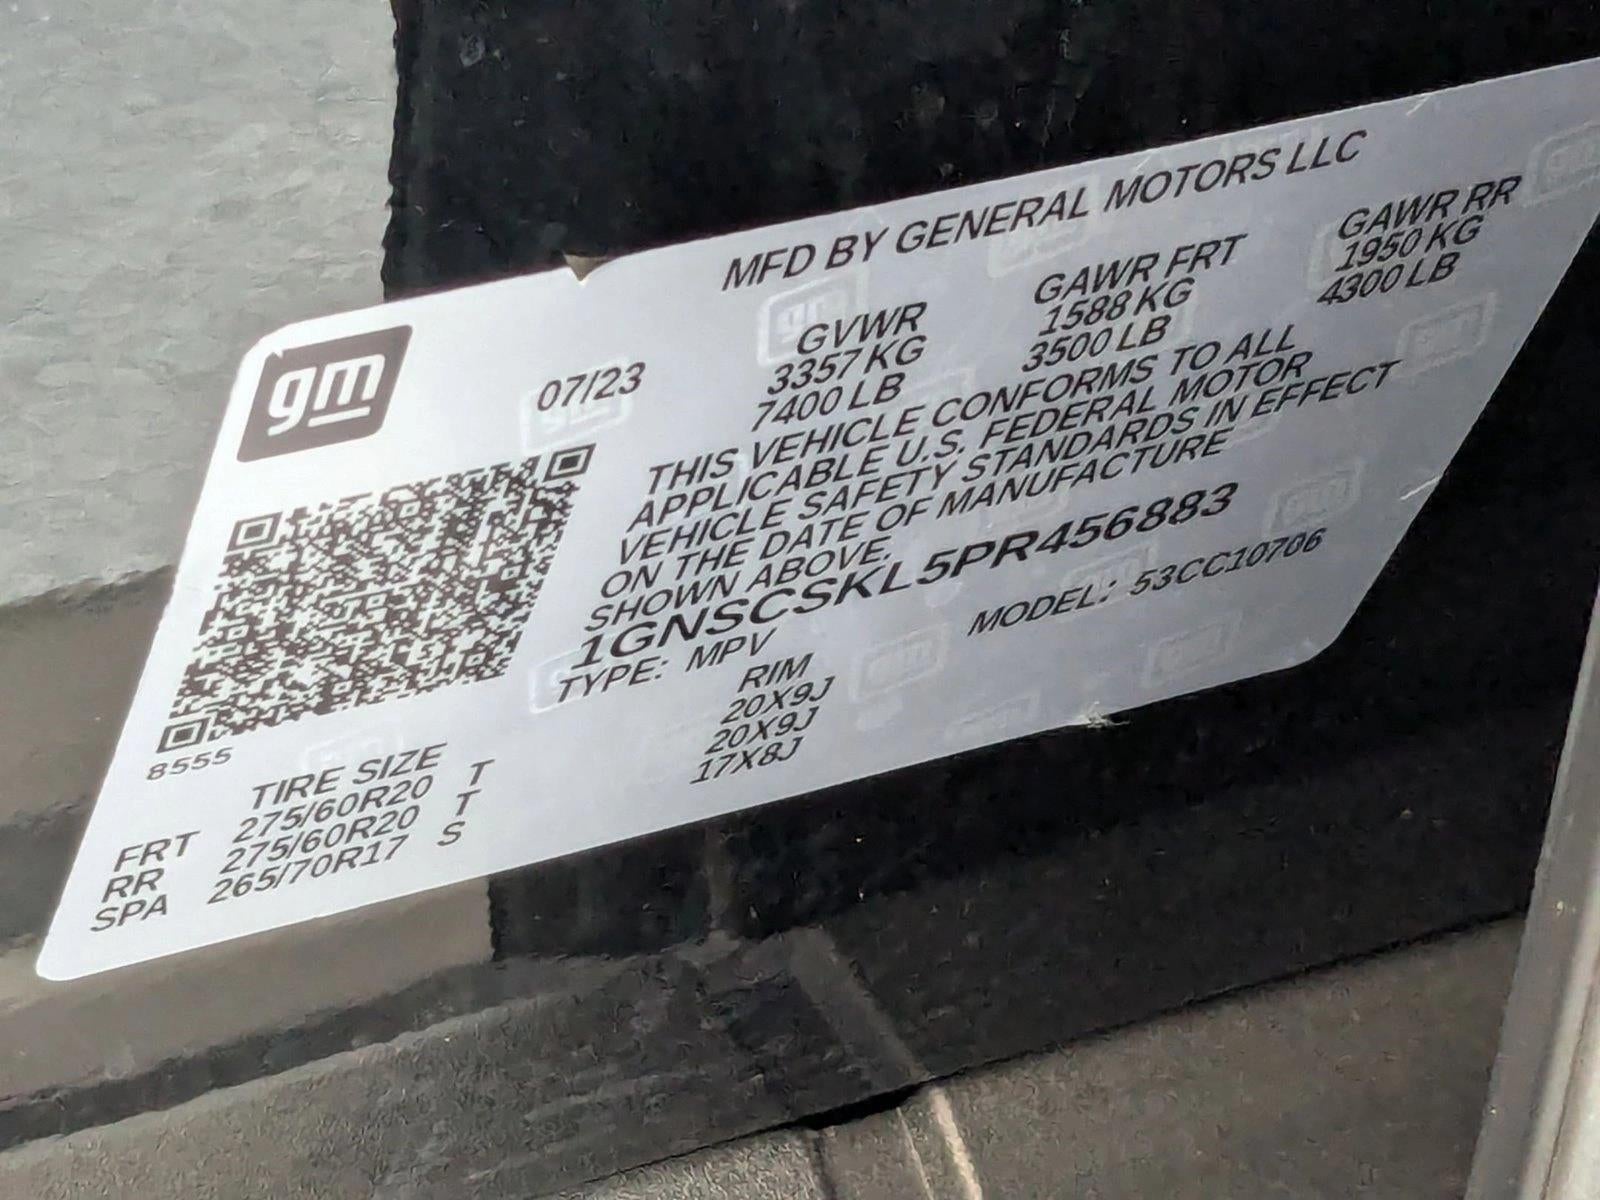 MFD BY GENERAL MOTORS LLC
gm
07/23
GVWR GAWR FRT GAWR RR
3357 KG 1588 KG 1950 KG
7400 LB 3500 LB 4300 LB
THIS VEHICLE CONFORMS TO ALL
APPLICABLE U.S. FEDERAL MOTOR
VEHICLE SAFETY STANDARDS IN EFFECT
ON THE DATE OF MANUFACTURE
SHOWN ABOVE.
1GNSCSKL5PR456883
TYPE: MPV MODEL: 53CC10706
8555
TIRE SIZE RIM
FRT 275/60R20 T 20X9J
RR 275/60R20 T 20X9J
SPA 265/70R17 S 17X8J